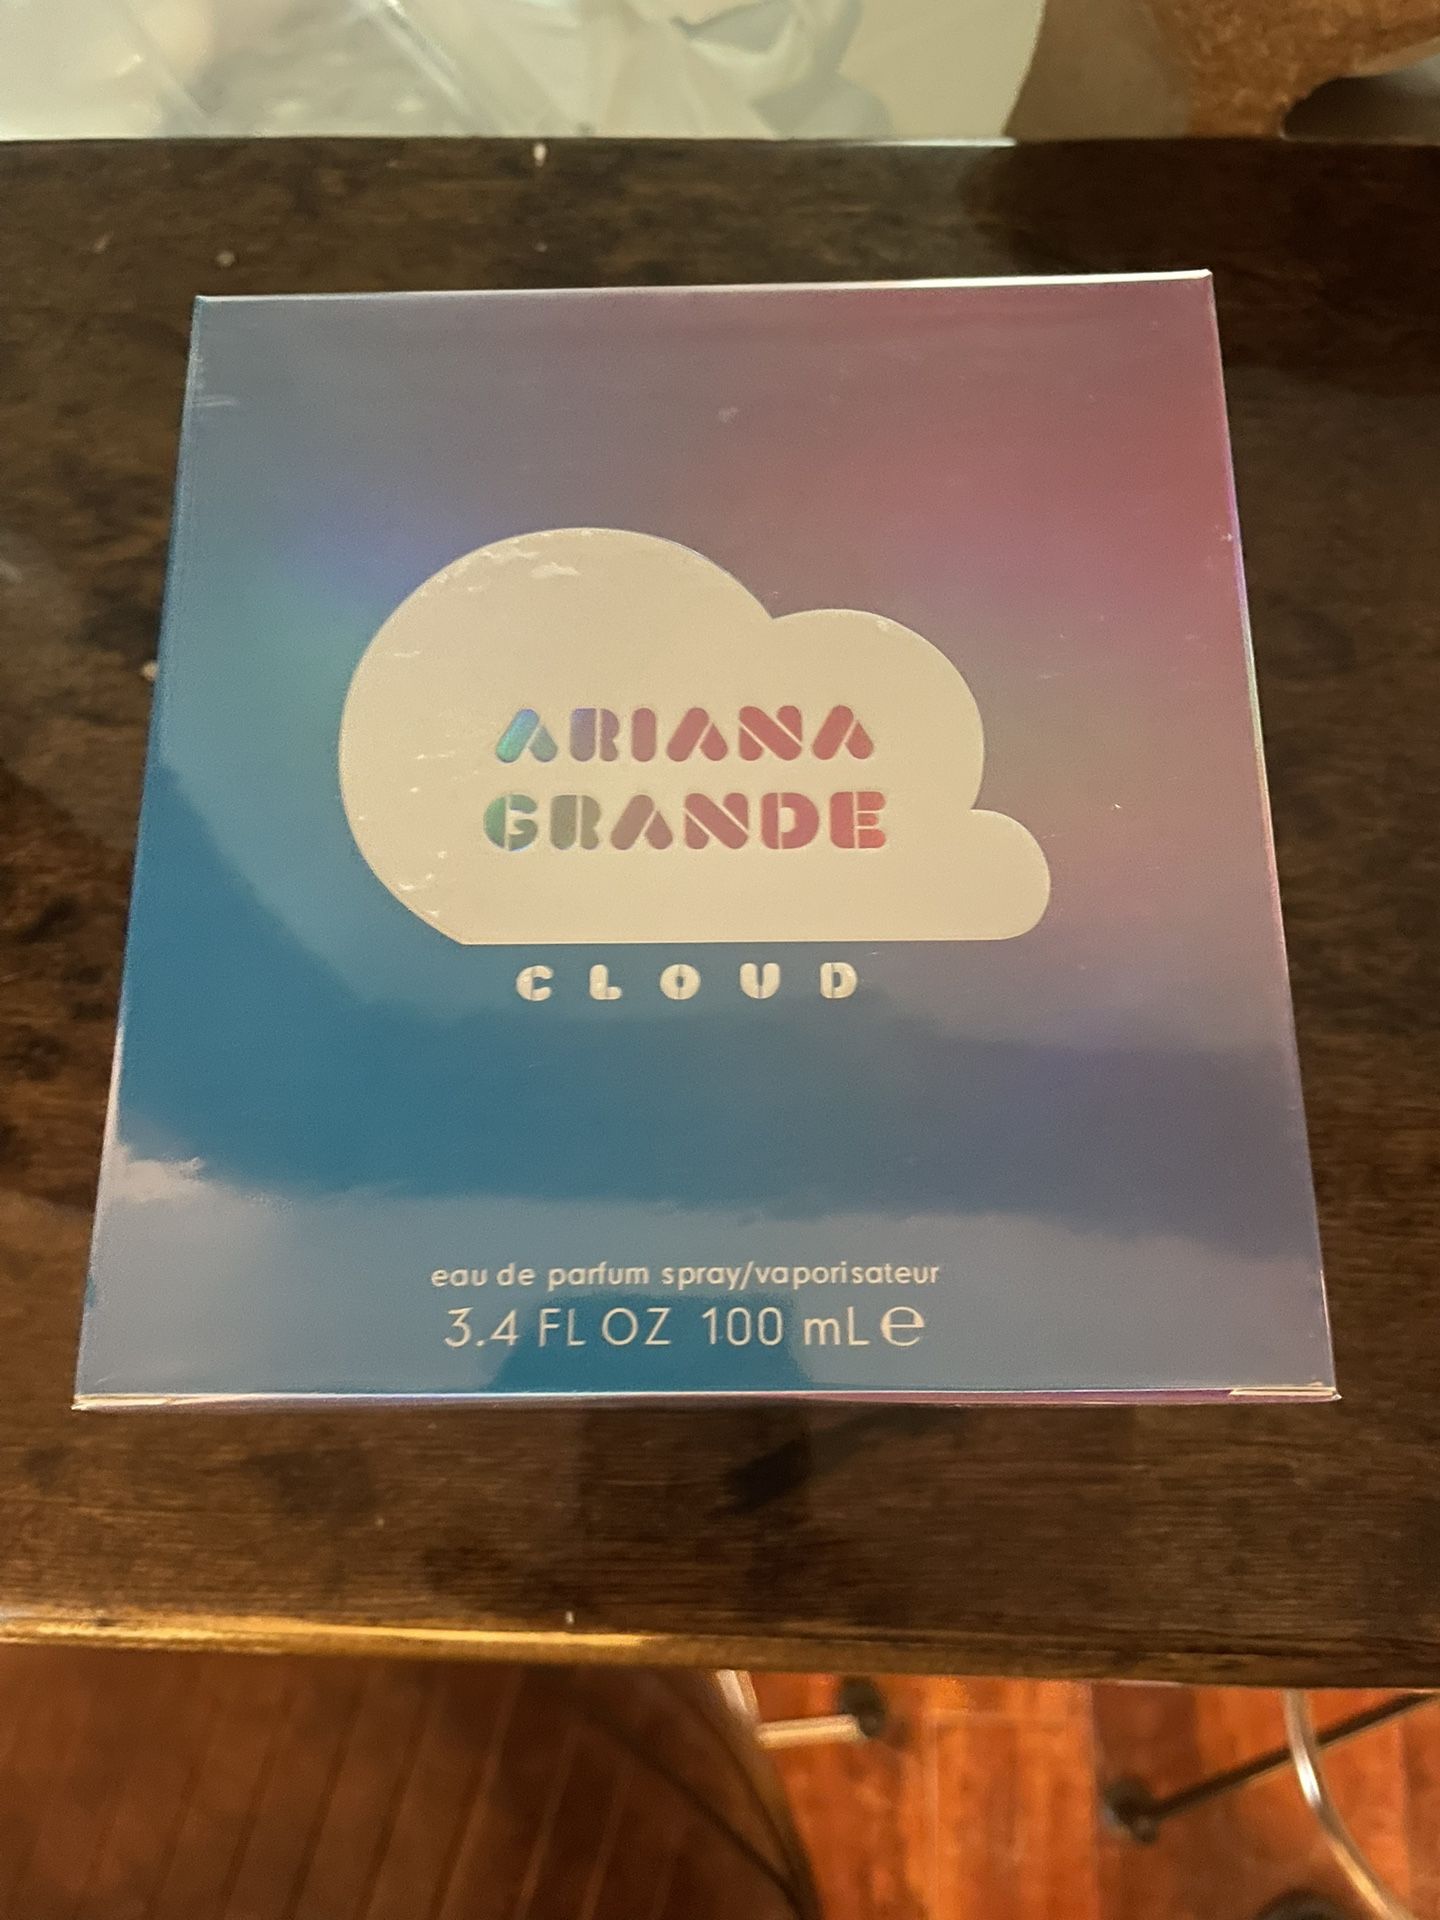 ARIANA
GRANDE
CLOUD
eau de parfum spray/vaporisateur
3.4 FL OZ 100 mL ℮